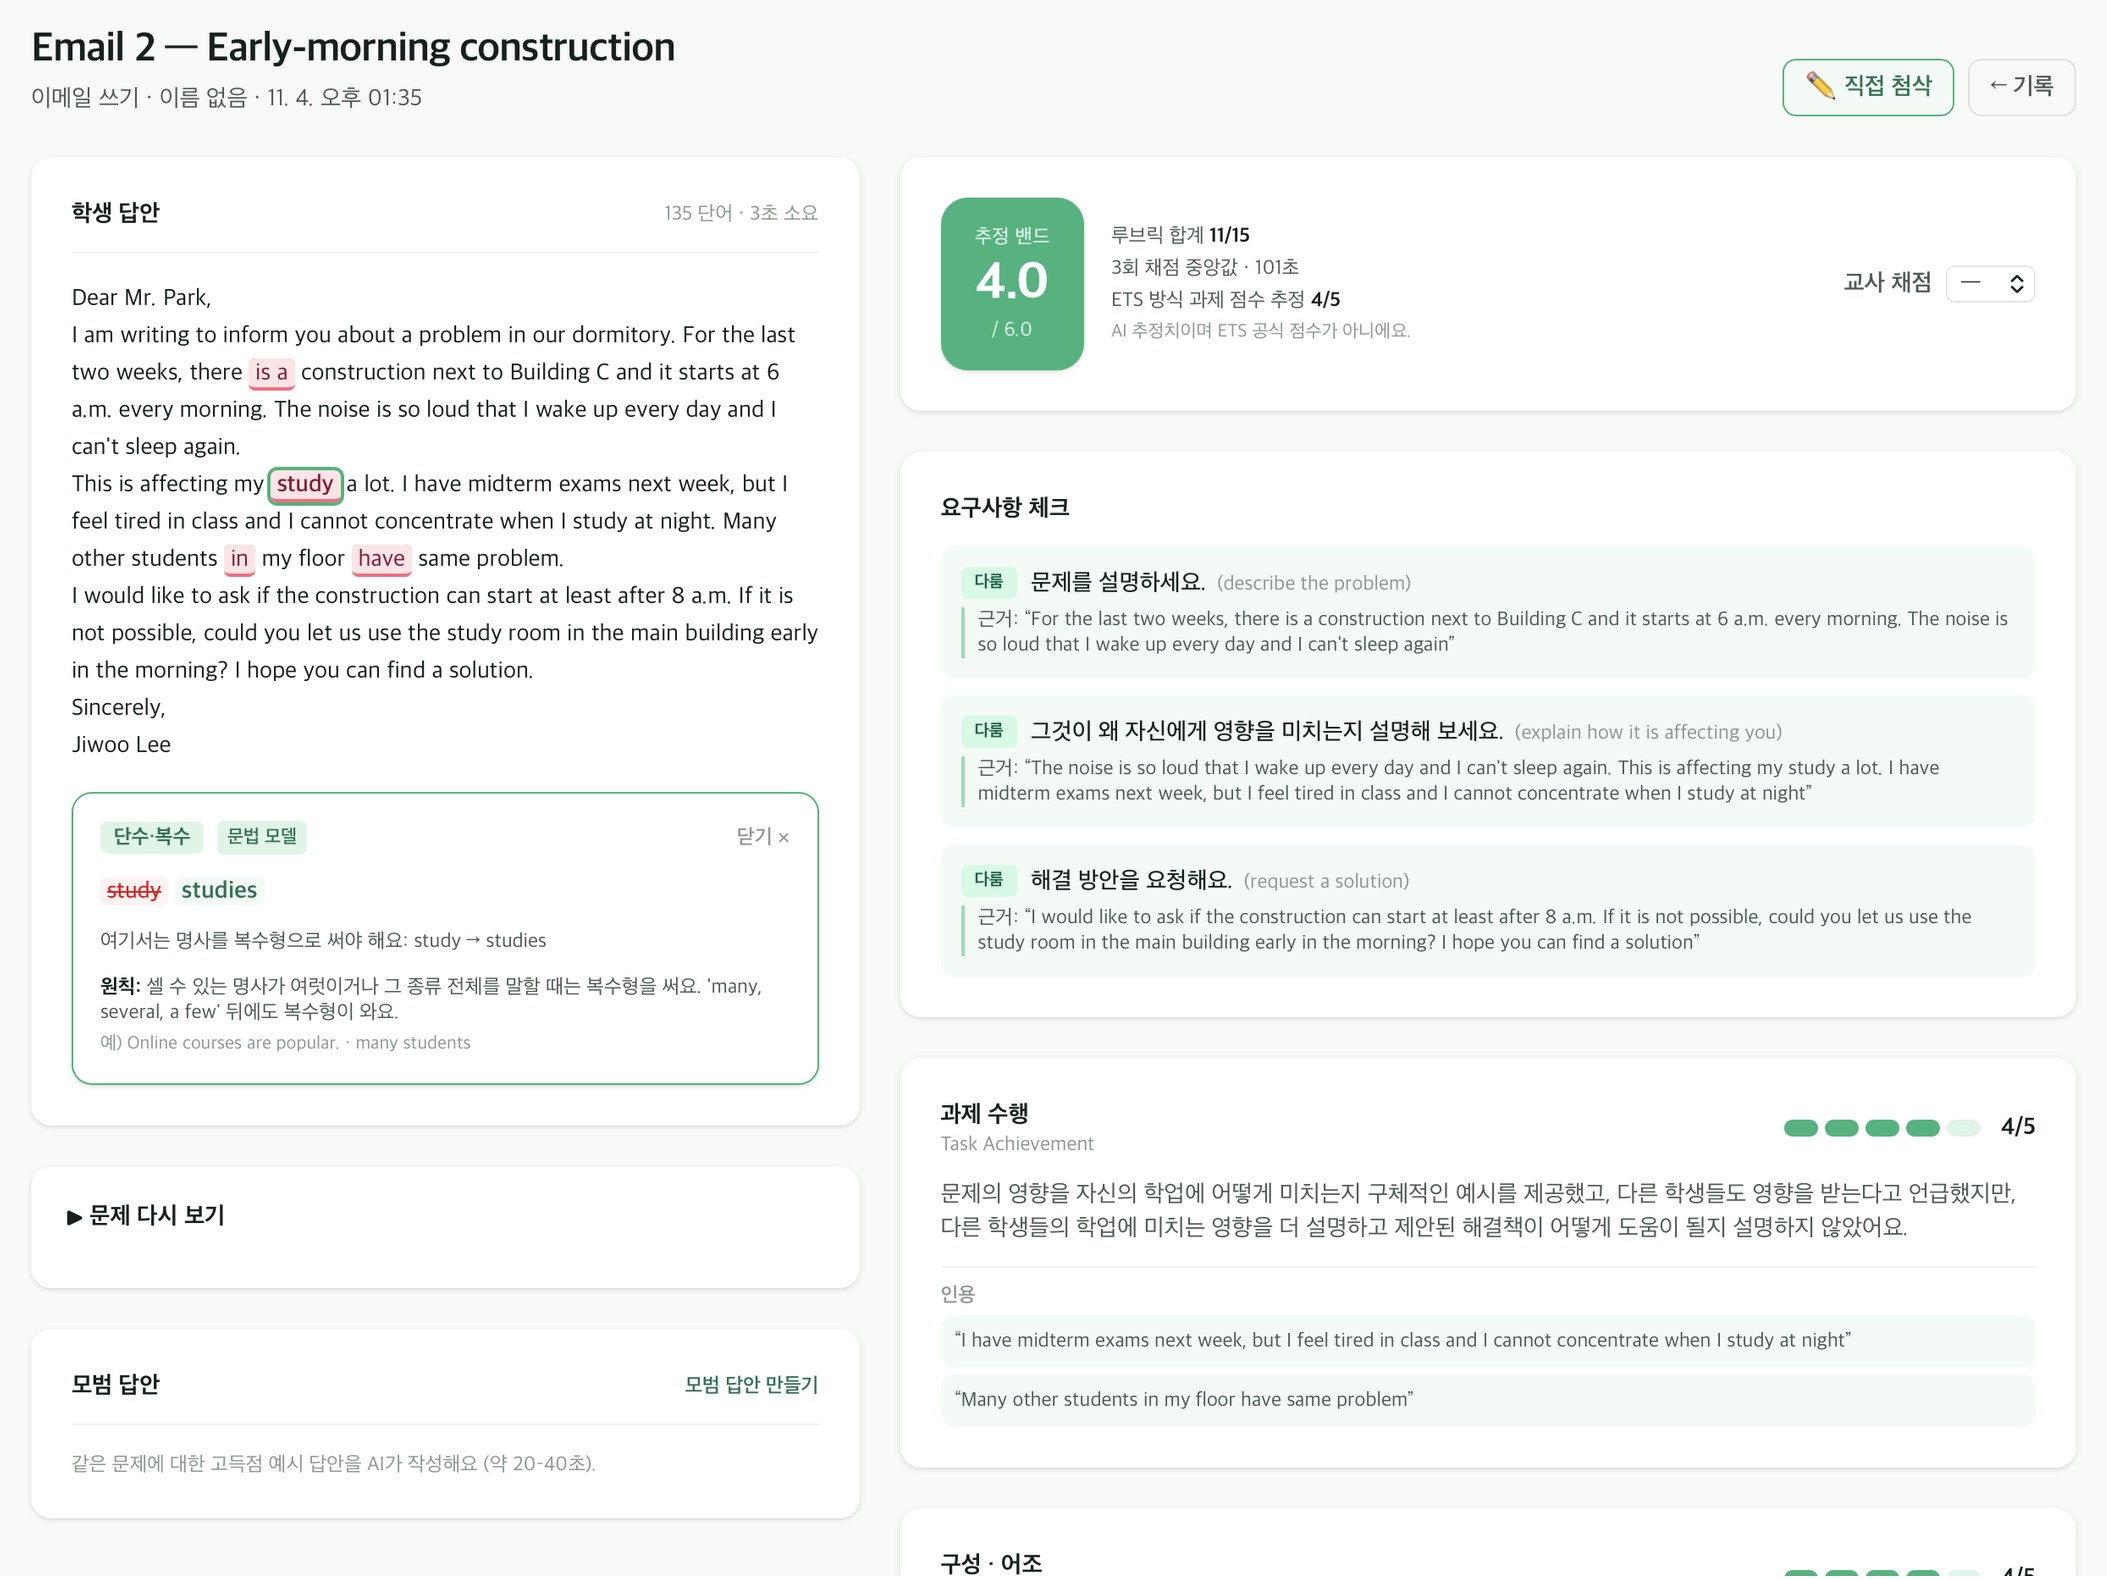 Email 2 — Early-morning construction
이메일 쓰기 · 이름 없음 · 11. 4. 오후 01:35
✏️ 직접 첨삭
← 기록
학생 답안
135 단어 · 3초 소요
Dear Mr. Park,
I am writing to inform you about a problem in our dormitory. For the last
two weeks, there is a construction next to Building C and it starts at 6
a.m. every morning. The noise is so loud that I wake up every day and I
can't sleep again.
This is affecting my study a lot. I have midterm exams next week, but I
feel tired in class and I cannot concentrate when I study at night. Many
other students in my floor have same problem.
I would like to ask if the construction can start at least after 8 a.m. If it is
not possible, could you let us use the study room in the main building early
in the morning? I hope you can find a solution.
Sincerely,
Jiwoo Lee
단수·복수 문법 모델 닫기 ×
study studies
여기서는 명사를 복수형으로 써야 해요: study → studies
원칙: 셀 수 있는 명사가 여럿이거나 그 종류 전체를 말할 때는 복수형을 써요. 'many,
several, a few' 뒤에도 복수형이 와요.
예) Online courses are popular. · many students
▶ 문제 다시 보기
모범 답안
모범 답안 만들기
같은 문제에 대한 고득점 예시 답안을 AI가 작성해요 (약 20-40초).
추정 밴드
4.0
/ 6.0
루브릭 합계 11/15
3회 채점 중앙값 · 101초
ETS 방식 과제 점수 추정 4/5
AI 추정치이며 ETS 공식 점수가 아니에요.
교사 채점 —
요구사항 체크
다룸 문제를 설명하세요. (describe the problem)
근거: “For the last two weeks, there is a construction next to Building C and it starts at 6 a.m. every morning. The noise is
so loud that I wake up every day and I can't sleep again”
다룸 그것이 왜 자신에게 영향을 미치는지 설명해 보세요. (explain how it is affecting you)
근거: “The noise is so loud that I wake up every day and I can't sleep again. This is affecting my study a lot. I have
midterm exams next week, but I feel tired in class and I cannot concentrate when I study at night”
다룸 해결 방안을 요청해요. (request a solution)
근거: “I would like to ask if the construction can start at least after 8 a.m. If it is not possible, could you let us use the
study room in the main building early in the morning? I hope you can find a solution”
과제 수행
Task Achievement
4/5
문제의 영향을 자신의 학업에 어떻게 미치는지 구체적인 예시를 제공했고, 다른 학생들도 영향을 받는다고 언급했지만,
다른 학생들의 학업에 미치는 영향을 더 설명하고 제안된 해결책이 어떻게 도움이 될지 설명하지 않았어요.
인용
“I have midterm exams next week, but I feel tired in class and I cannot concentrate when I study at night”
“Many other students in my floor have same problem”
구성 · 어조
4/5